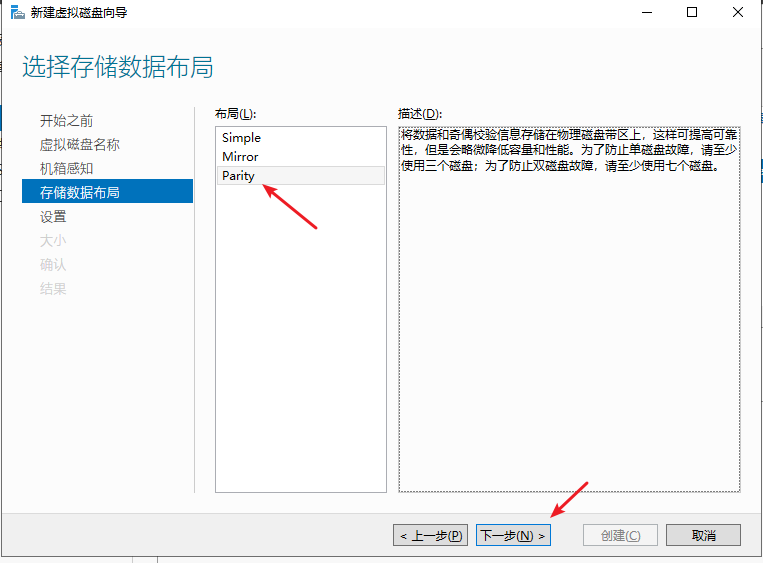 新建虚拟磁盘向导
选择存储数据布局
开始之前
虚拟磁盘名称
机箱感知
存储数据布局
设置
大小
确认
结果
布局(L):
Simple
Mirror
Parity
描述(D):
将数据和奇偶校验信息存储在物理磁盘带区上，这样可提高可靠
性，但是会略微降低容量和性能。为了防止单磁盘故障，请至少
使用三个磁盘；为了防止双磁盘故障，请至少使用七个磁盘。
< 上一步(P)
下一步(N) >
创建(C)
取消